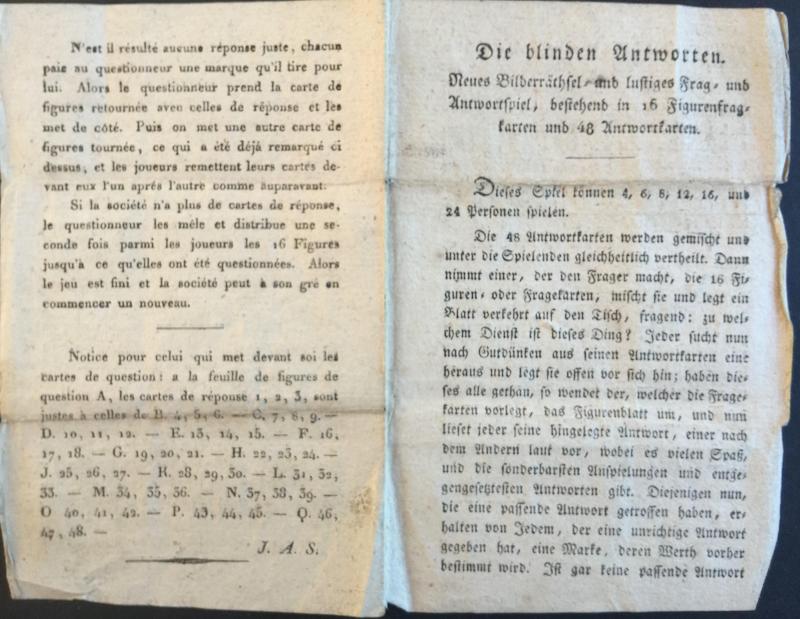 N'est il résulté aucune réponse juste, chacun
paie au questionneur une marque qu'il tire pour
lui. Alors le questionneur prend la carte de
figures retournée avec celles de réponse et les
met de côté. Puis on met une autre carte de
figures tournée, ce qui a été déjà remarqué ci
dessus, et les joueurs remettent leurs cartes de-
vant eux l'un aprés l'autre comme auparavant.
Si la société n'a plus de cartes de réponse,
le questionneur les mêle et distribue une se-
conde fois parmi les joueurs les 16 Figures
jusqu'à ce qu'elles ont été questionnées. Alors
le jeu est fini et la société peut à son gré en
commencer un nouveau.
Notice pour celui qui met devant soi les
cartes de question: a la feuille de figures de
question A, les cartes de réponse 1, 2, 3, sont
justes à celles de B. 4, 5, 6. — C. 7, 8, 9. —
D. 10, 11, 12. — E. 13, 14, 15. — F. 16,
17, 18. — G. 19, 20, 21. — H. 22, 23, 24. —
J. 25, 26, 27. — K. 28, 29, 30. — L. 31, 32,
33. — M. 34, 35, 36. — N. 37, 38, 39. —
O 40, 41, 42. — P. 43, 44, 45. — Q. 46,
47, 48. —
J. A. S.
Die blinden Antworten.
Neues Bilderräthsel- und lustiges Frag- und
Antwortspiel, bestehend in 16 Figurenfrag-
karten und 48 Antwortkarten.
Dieses Spiel können 4, 6, 8, 12, 16, und
24 Personen spielen.
Die 48 Antwortkarten werden gemischt und
unter die Spielenden gleichheitlich vertheilt. Dann
nimmt einer, der den Frager macht, die 16 Fi-
guren- oder Fragekarten, mischt sie und legt ein
Blatt verkehrt auf den Tisch, fragend: zu wel-
chem Dienst ist dieses Ding? Jeder sucht nun
nach Gutdünken aus seinen Antwortkarten eine
heraus und legt sie offen vor sich hin; haben die-
ses alle gethan, so wendet der, welcher die Frage-
karten vorlegt, das Figurenblatt um, und nun
lieset jeder seine hingelegte Antwort, einer nach
dem Andern laut vor, wobei es vielen Spaß,
und die sonderbarsten Anspielungen und entge-
gengesetztesten Antworten gibt. Diejenigen nun,
die eine passende Antwort getroffen haben, er-
halten von Jedem, der eine unrichtige Antwort
gegeben hat, eine Marke, deren Werth vorher
bestimmt wird. Ist gar keine passende Antwort